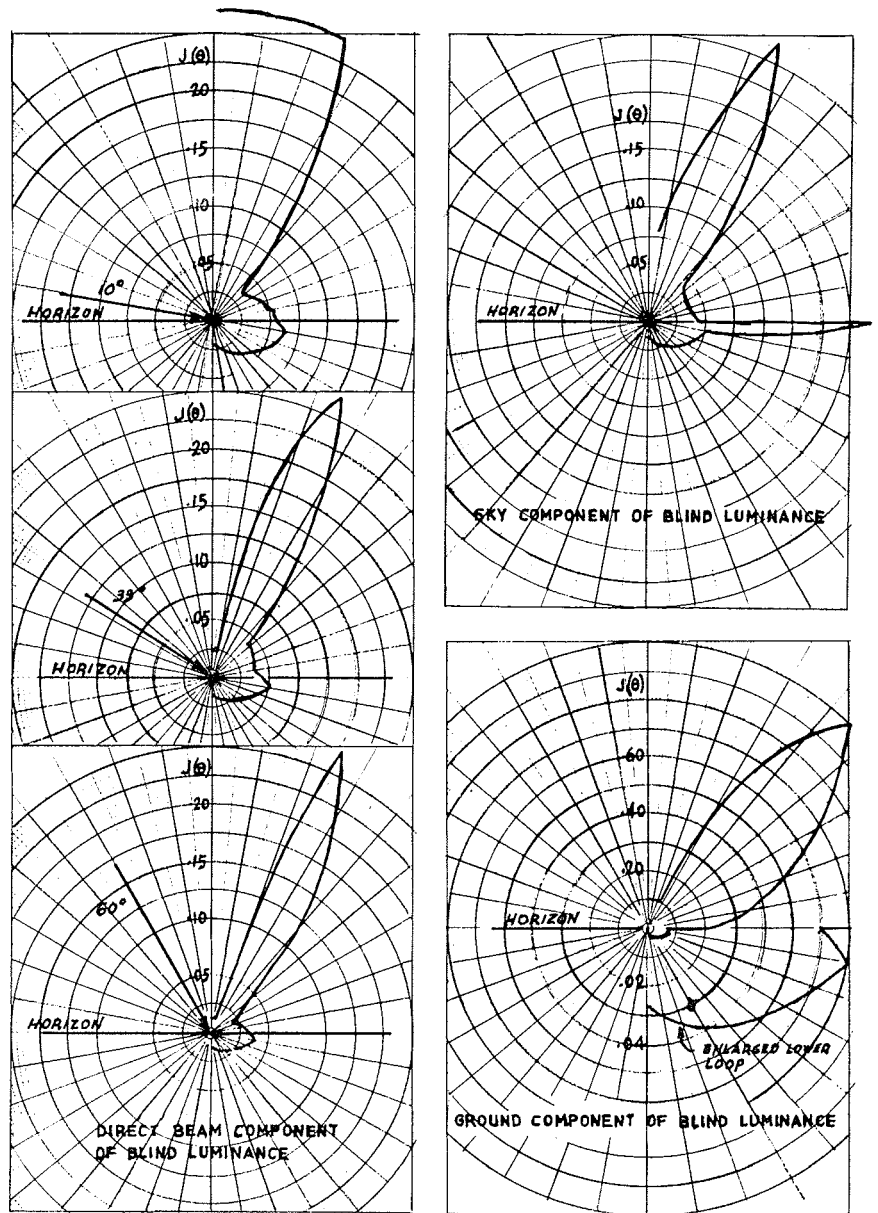 J(θ)
.20
.15
.10
.05
10°
HORIZON
J(θ)
.20
.15
.10
.05
39°
HORIZON
J(θ)
.20
.15
.10
.05
60°
HORIZON
DIRECT BEAM COMPONENT
OF BLIND LUMINANCE
J(θ)
.15
.10
.05
HORIZON
SKY COMPONENT OF BLIND LUMINANCE
J(θ)
.60
.40
.20
HORIZON
.02
.04
ENLARGED LOWER
LOOP
GROUND COMPONENT OF BLIND LUMINANCE